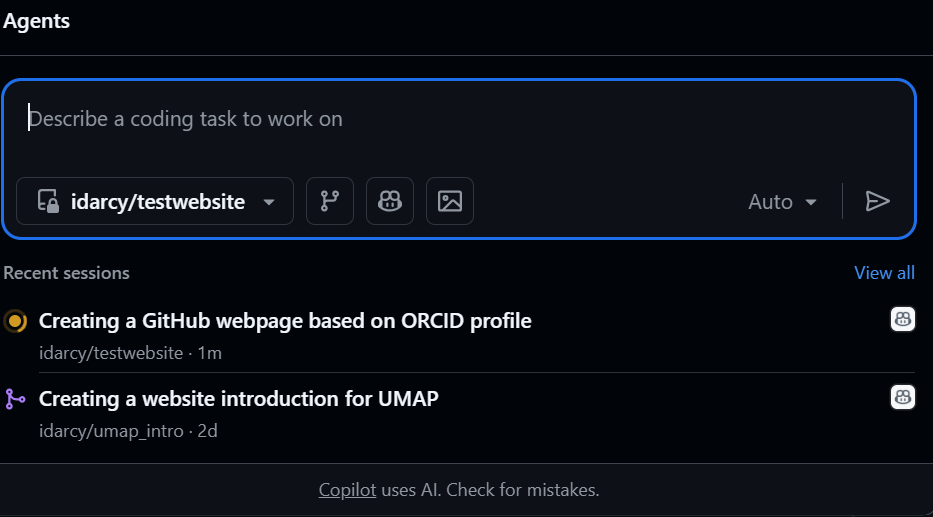 Agents
Describe a coding task to work on
idarcy/testwebsite
Auto
Recent sessions
View all
Creating a GitHub webpage based on ORCID profile
idarcy/testwebsite · 1m
Creating a website introduction for UMAP
idarcy/umap_intro · 2d
Copilot uses AI. Check for mistakes.